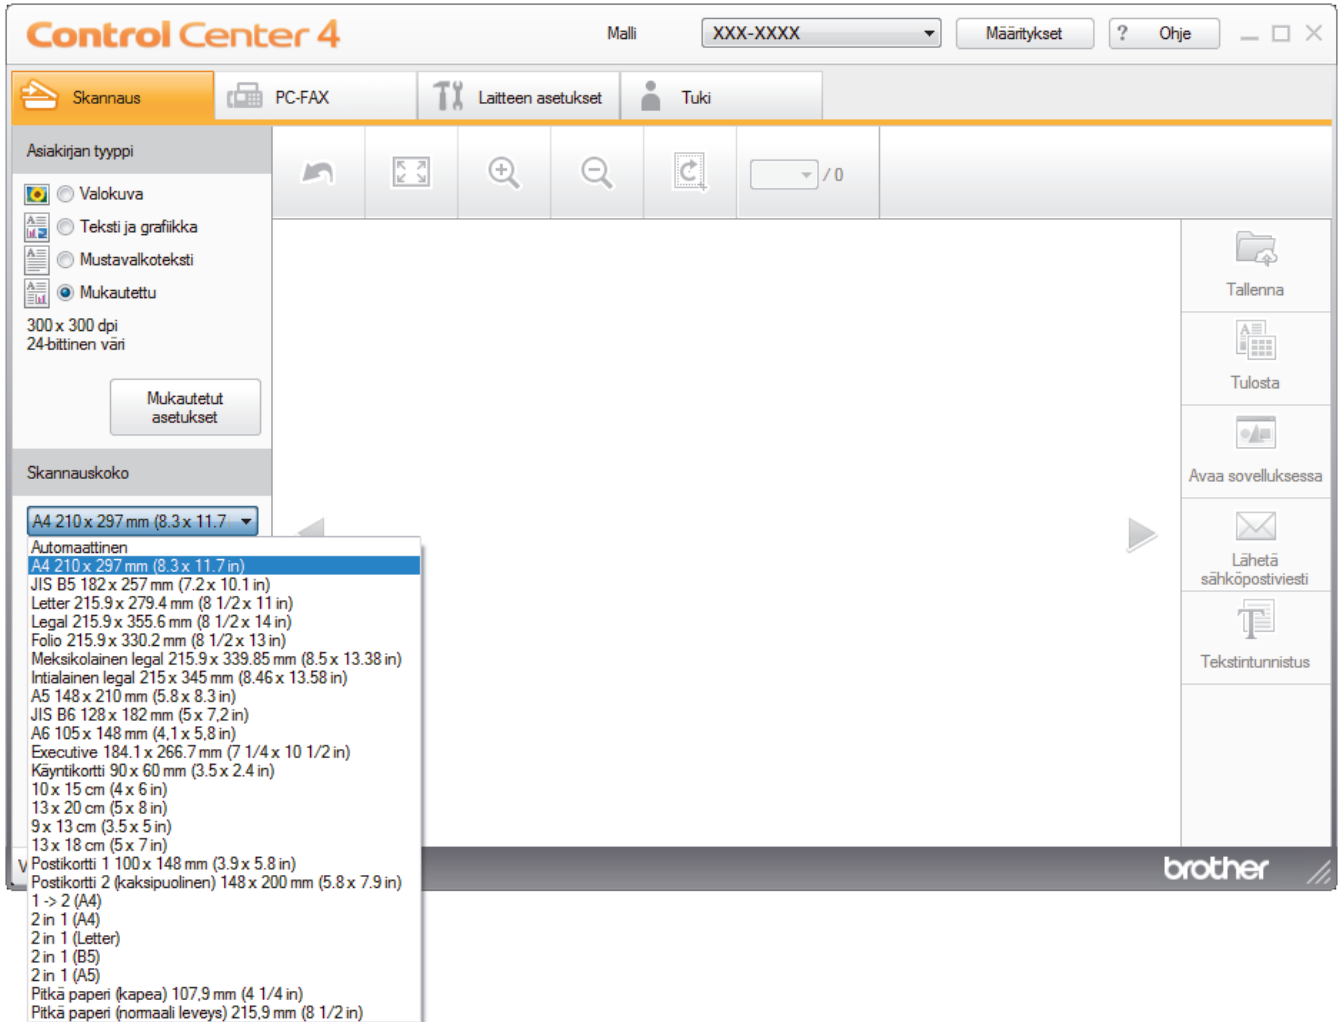 Control Center 4
Malli
XXX-XXXX
Määritykset
? Ohje
Skannaus
PC-FAX
Laitteen asetukset
Tuki
Asiakirjan tyyppi
/ 0
Valokuva
Teksti ja grafiikka
Mustavalkoteksti
Mukautettu
300 x 300 dpi
24-bittinen väri
Mukautetut
asetukset
Skannauskoko
A4 210 x 297 mm (8.3 x 11.7
Automaattinen
A4 210 x 297 mm (8.3 x 11.7 in)
JIS B5 182 x 257 mm (7.2 x 10.1 in)
Letter 215.9 x 279.4 mm (8 1/2 x 11 in)
Legal 215.9 x 355.6 mm (8 1/2 x 14 in)
Folio 215.9 x 330.2 mm (8 1/2 x 13 in)
Meksikolainen legal 215.9 x 339.85 mm (8.5 x 13.38 in)
Intialainen legal 215 x 345 mm (8.46 x 13.58 in)
A5 148 x 210 mm (5.8 x 8.3 in)
JIS B6 128 x 182 mm (5 x 7,2 in)
A6 105 x 148 mm (4,1 x 5,8 in)
Executive 184.1 x 266.7 mm (7 1/4 x 10 1/2 in)
Käyntikortti 90 x 60 mm (3.5 x 2.4 in)
10 x 15 cm (4 x 6 in)
13 x 20 cm (5 x 8 in)
9 x 13 cm (3.5 x 5 in)
13 x 18 cm (5 x 7 in)
Postikortti 1 100 x 148 mm (3.9 x 5.8 in)
Postikortti 2 (kaksipuolinen) 148 x 200 mm (5.8 x 7.9 in)
1 -> 2 (A4)
2 in 1 (A4)
2 in 1 (Letter)
2 in 1 (B5)
2 in 1 (A5)
Pitkä paperi (kapea) 107,9 mm (4 1/4 in)
Pitkä paperi (normaali leveys) 215,9 mm (8 1/2 in)
Tallenna
Tulosta
Avaa sovelluksessa
Lähetä
sähköpostiviesti
Tekstintunnistus
brother